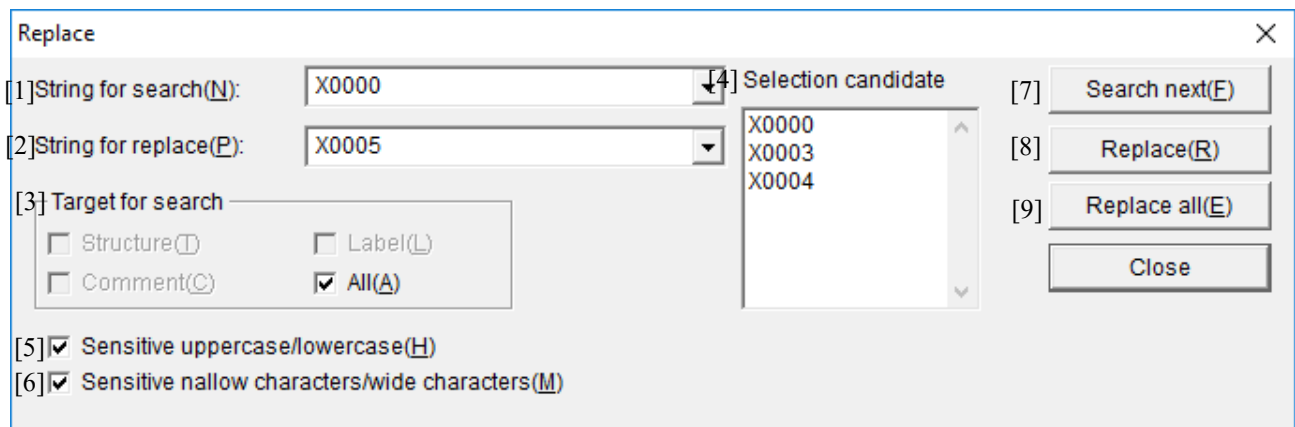 Replace
[1]String for search(N): X0000
[2]String for replace(P): X0005
[3] Target for search
Structure(T) Label(L)
Comment(C) All(A)
[4] Selection candidate
X0000
X0003
X0004
[5] Sensitive uppercase/lowercase(H)
[6] Sensitive nallow characters/wide characters(M)
[7] Search next(F)
[8] Replace(R)
[9] Replace all(E)
Close